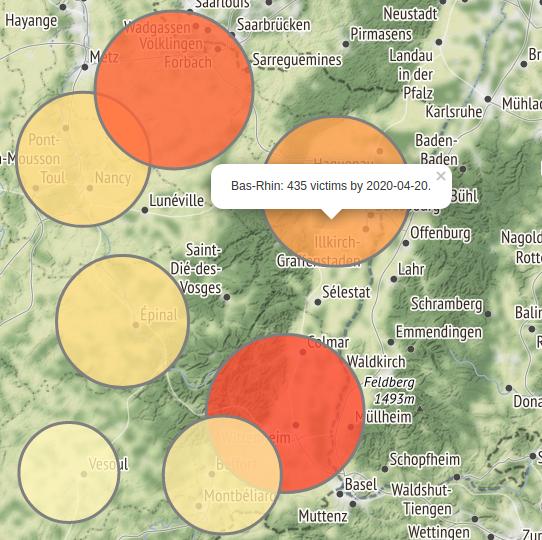 Saarlouis
Hayange
Neustadt
Wadgassen
Saarbrücken
Völklingen
Pirmasens
Forbach
Metz
Sarreguemines
Landau
in der
Pfalz
Br
Karlsruhe
Mühla
Pont-
à-Mousson
Toul
Nancy
Haguenau
Baden-
Baden
Bas-Rhin: 435 victims by 2020-04-20.
×
Bühl
Lunéville
Illkirch-
Graffenstaden
Offenburg
Nagold
Rott
Saint-
Dié-des-
Vosges
Lahr
Sélestat
Schramberg
Épinal
Balin
Emmendingen
Colmar
Waldkirch
Feldberg
1493m
Dona
Müllheim
Wittenheim
Belfort
Vesoul
Montbéliard
Schopfheim
Basel
Waldshut-
Tiengen
Muttenz
Wettingen